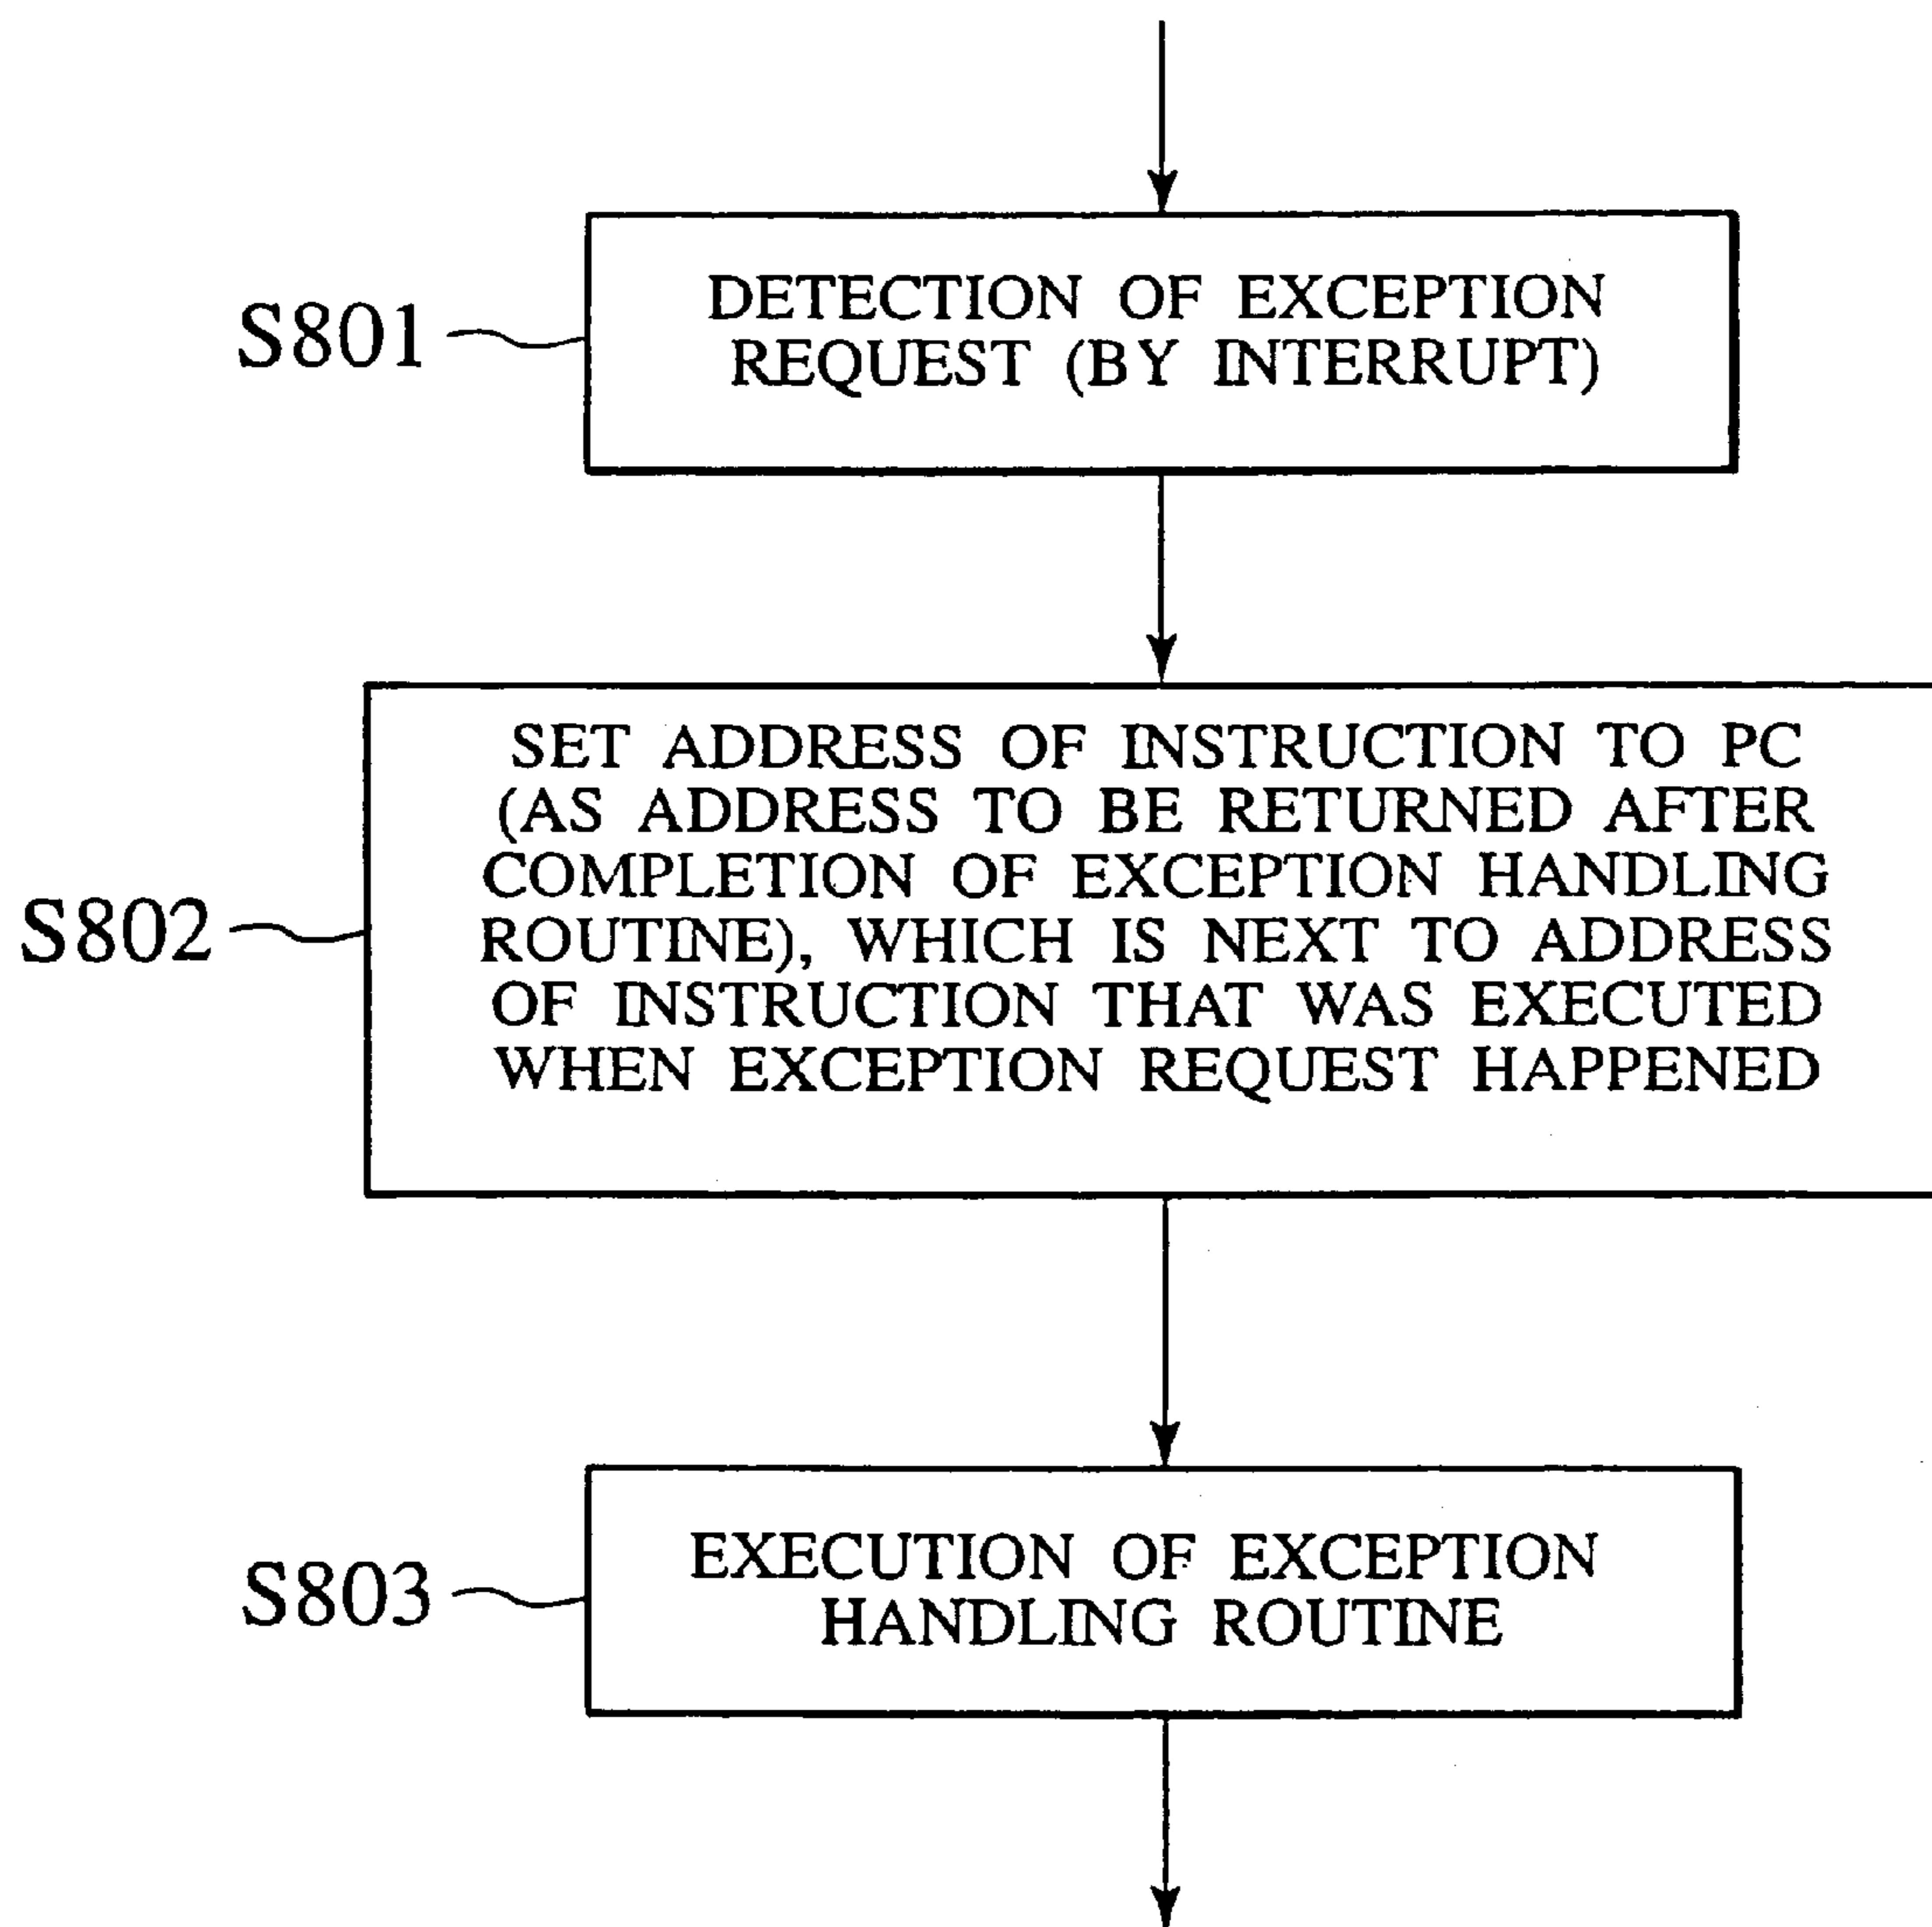 DETECTION OF EXCEPTION
REQUEST (BY INTERRUPT)
S801
SET ADDRESS OF INSTRUCTION TO PC
(AS ADDRESS TO BE RETURNED AFTER
COMPLETION OF EXCEPTION HANDLING
ROUTINE), WHICH IS NEXT TO ADDRESS
OF INSTRUCTION THAT WAS EXECUTED
WHEN EXCEPTION REQUEST HAPPENED
S802
EXECUTION OF EXCEPTION
HANDLING ROUTINE
S803